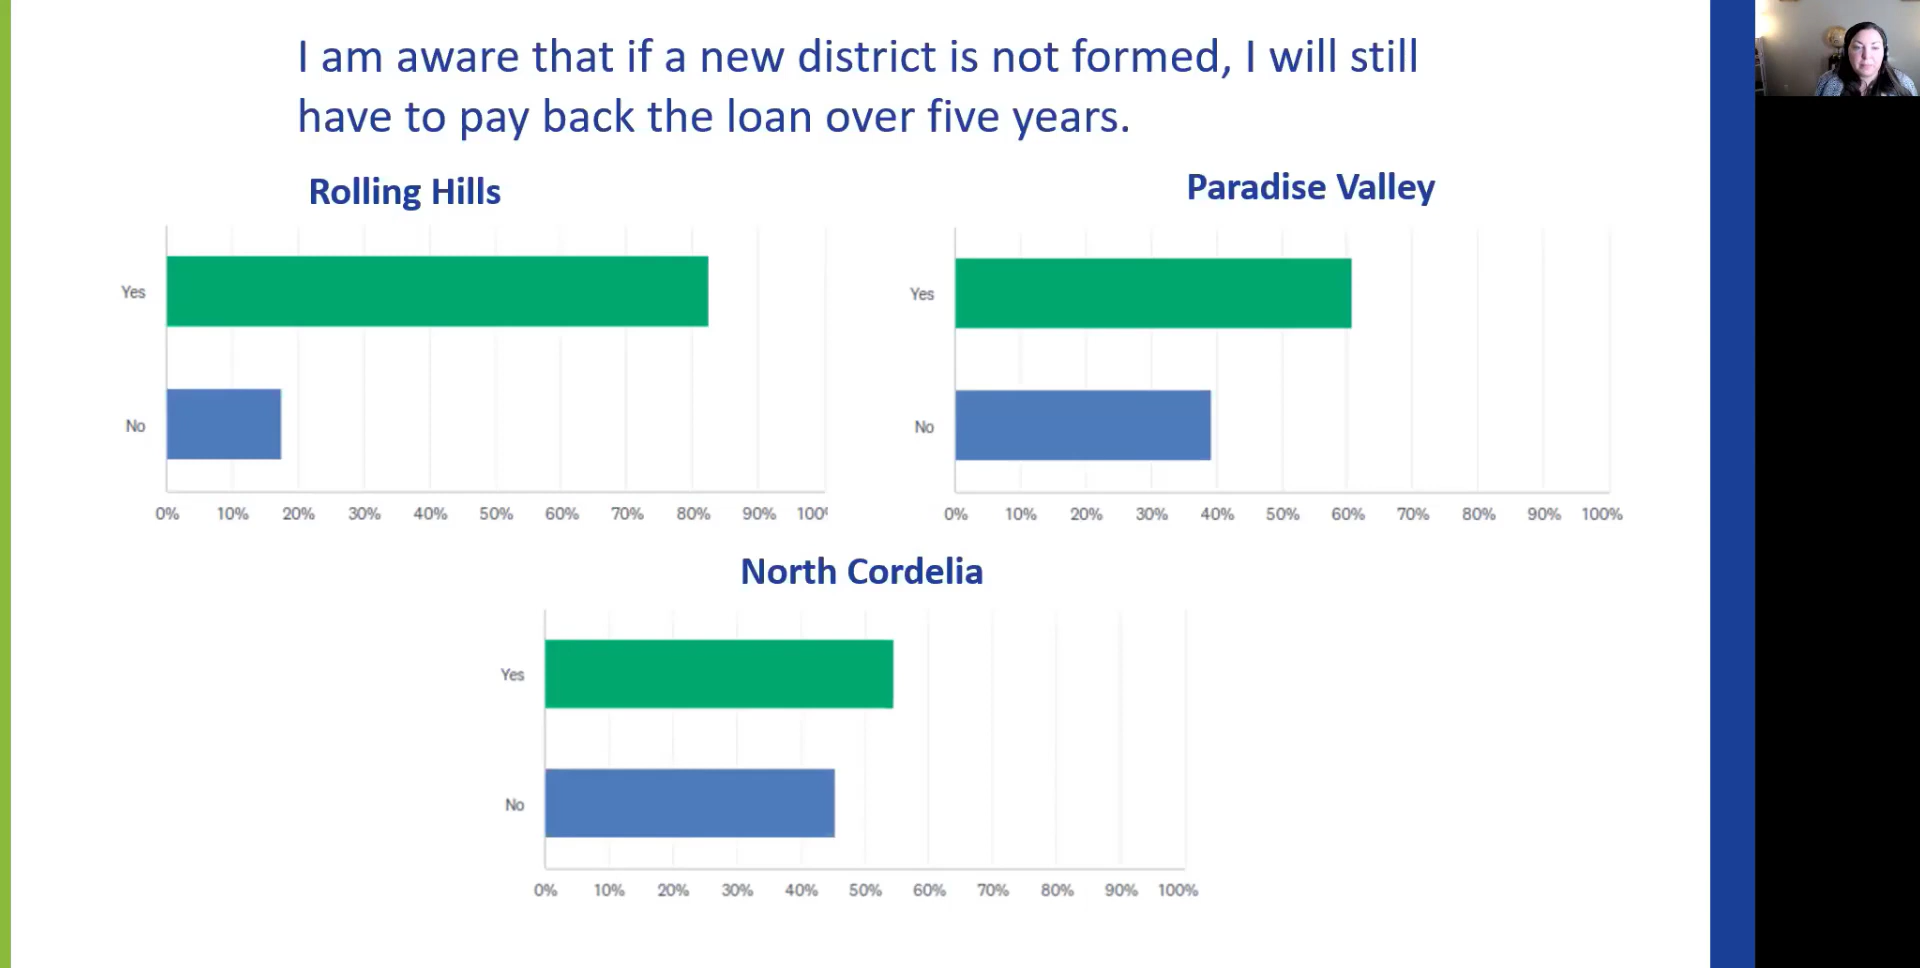 I am aware that if a new district is not formed, I will still
have to pay back the loan over five years.
Rolling Hills
Yes
No
0% 10% 20% 30% 40% 50% 60% 70% 80% 90% 100%
Paradise Valley
Yes
No
0% 10% 20% 30% 40% 50% 60% 70% 80% 90% 100%
North Cordelia
Yes
No
0% 10% 20% 30% 40% 50% 60% 70% 80% 90% 100%